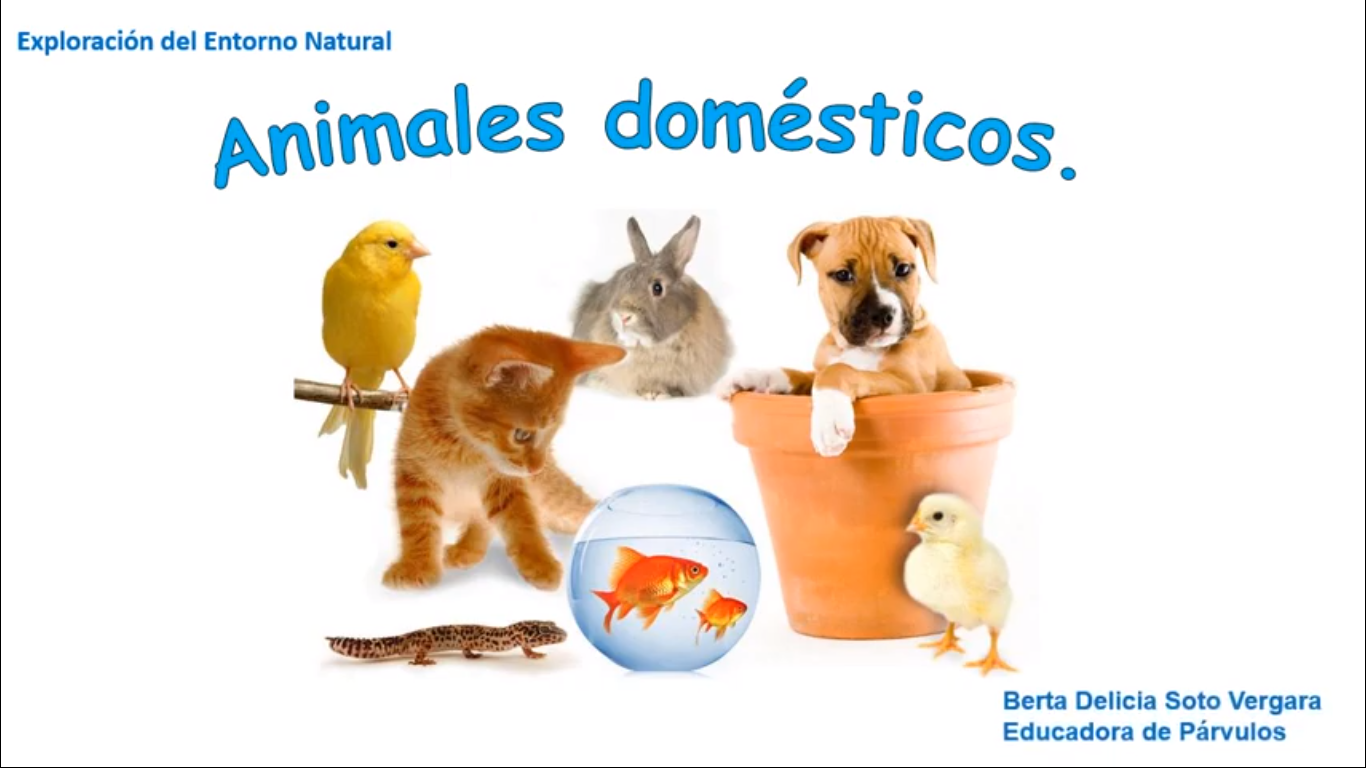 Exploración del Entorno Natural
Animales domésticos.
Berta Delicia Soto Vergara
Educadora de Párvulos